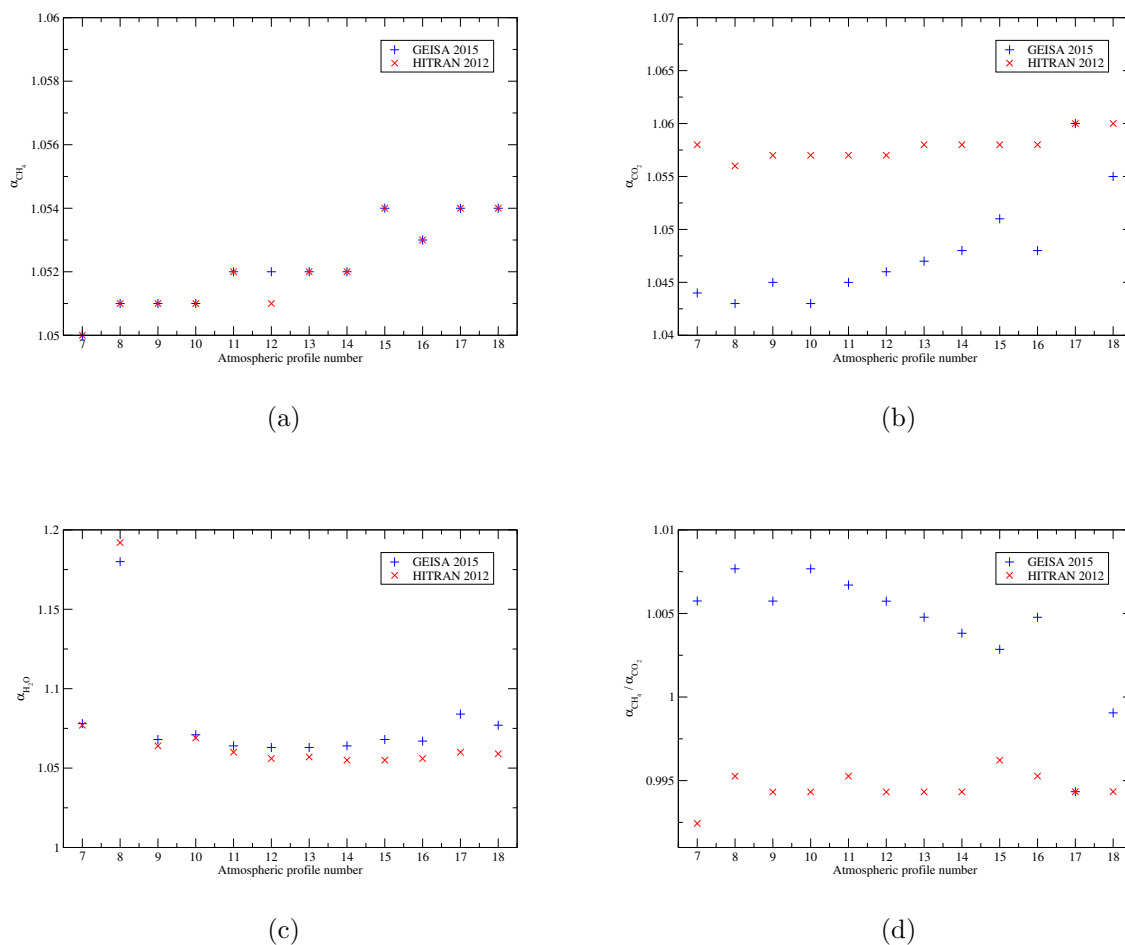 1.06
1.058
1.056
1.054
1.052
1.05
α_CH₄
GEISA 2015
HITRAN 2012
7 8 9 10 11 12 13 14 15 16 17 18
Atmospheric profile number
(a)
1.07
1.065
1.06
1.055
1.05
1.045
1.04
α_CO₂
GEISA 2015
HITRAN 2012
7 8 9 10 11 12 13 14 15 16 17 18
Atmospheric profile number
(b)
1.2
1.15
1.1
1.05
1
α_H₂O
GEISA 2015
HITRAN 2012
7 8 9 10 11 12 13 14 15 16 17 18
Atmospheric profile number
(c)
1.01
1.005
1
0.995
α_CH₄ / α_CO₂
GEISA 2015
HITRAN 2012
7 8 9 10 11 12 13 14 15 16 17 18
Atmospheric profile number
(d)